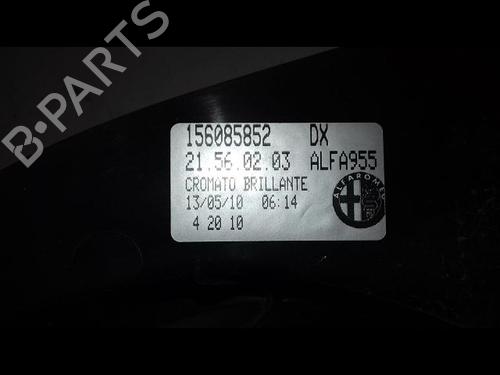 B-PARTS
156085852 DX
21.56.02.03 ALFA955
CROMATO BRILLANTE
13/05/10 06:14
4 20 10
ALFA ROMEO